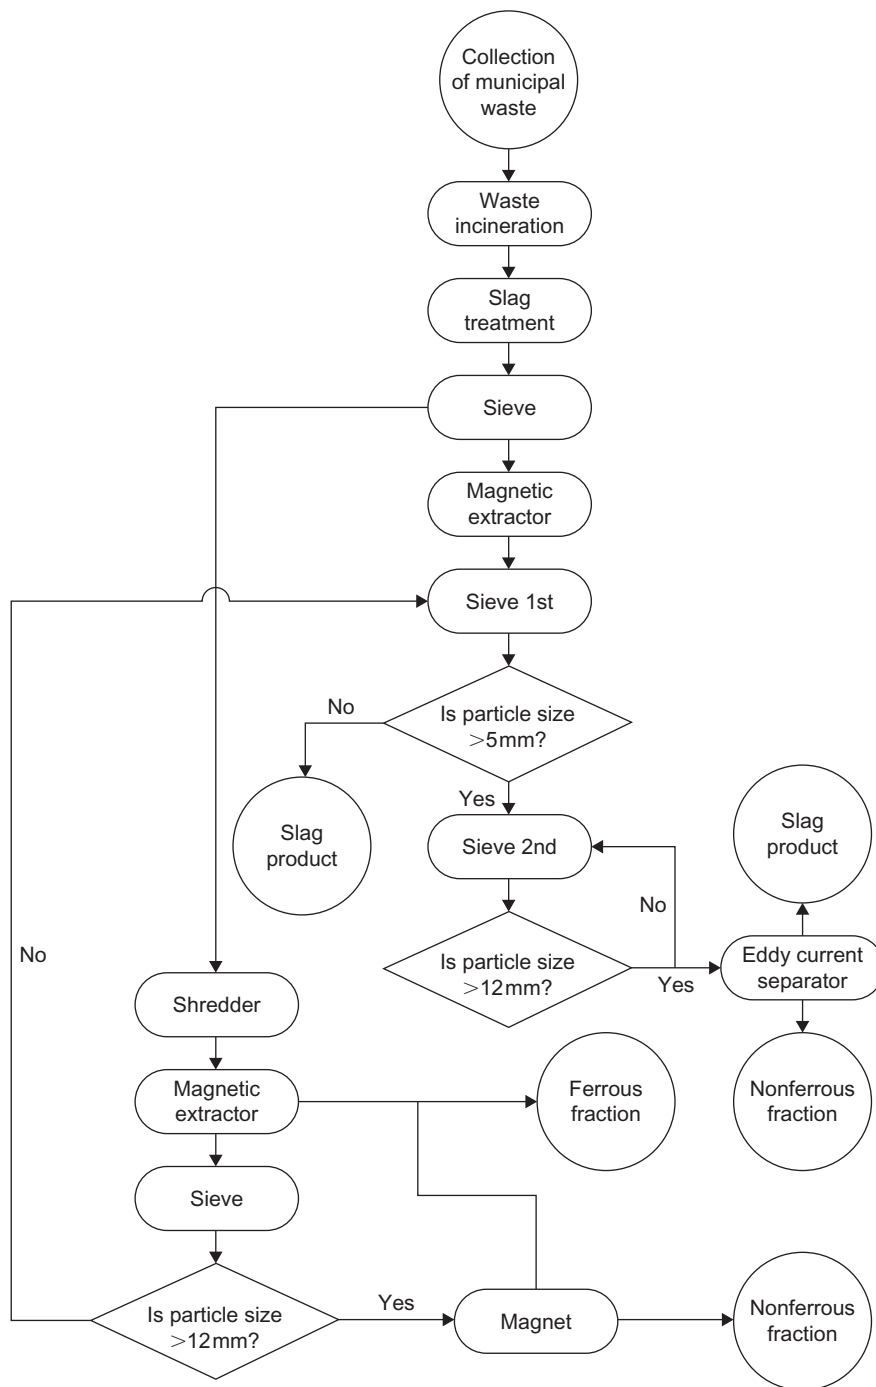 Collection
of municipal
waste
Waste
incineration
Slag
treatment
Sieve
Magnetic
extractor
Sieve 1st
No
Is particle size
>5mm?
Yes
Slag
product
Sieve 2nd
Slag
product
No
No
Is particle size
>12mm?
Yes
Eddy current
separator
Shredder
Magnetic
extractor
Ferrous
fraction
Nonferrous
fraction
Sieve
Is particle size
>12mm?
Yes
Magnet
Nonferrous
fraction